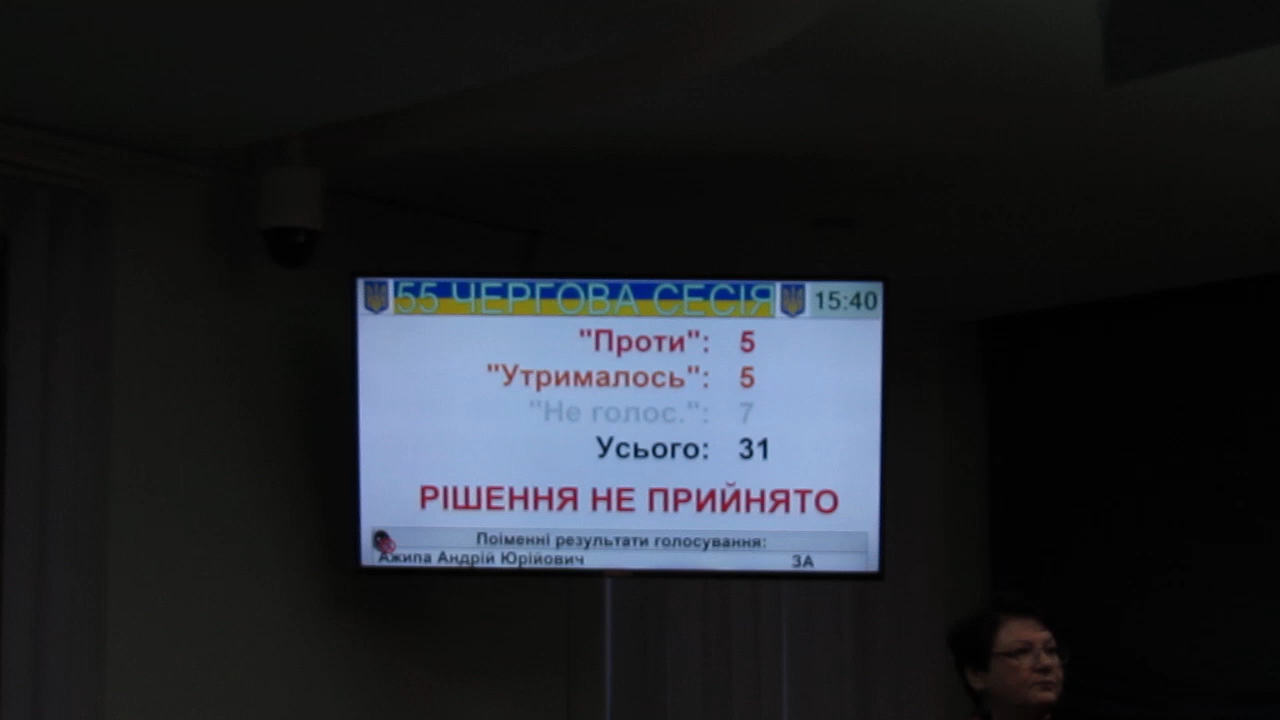 55 ЧЕРГОВА СЕСІЯ 15:40
"Проти": 5
"Утрималось": 5
"Не голос.": 7
Усього: 31
РІШЕННЯ НЕ ПРИЙНЯТО
Поіменні результати голосування:
Ажипа Андрій Юрійович ЗА